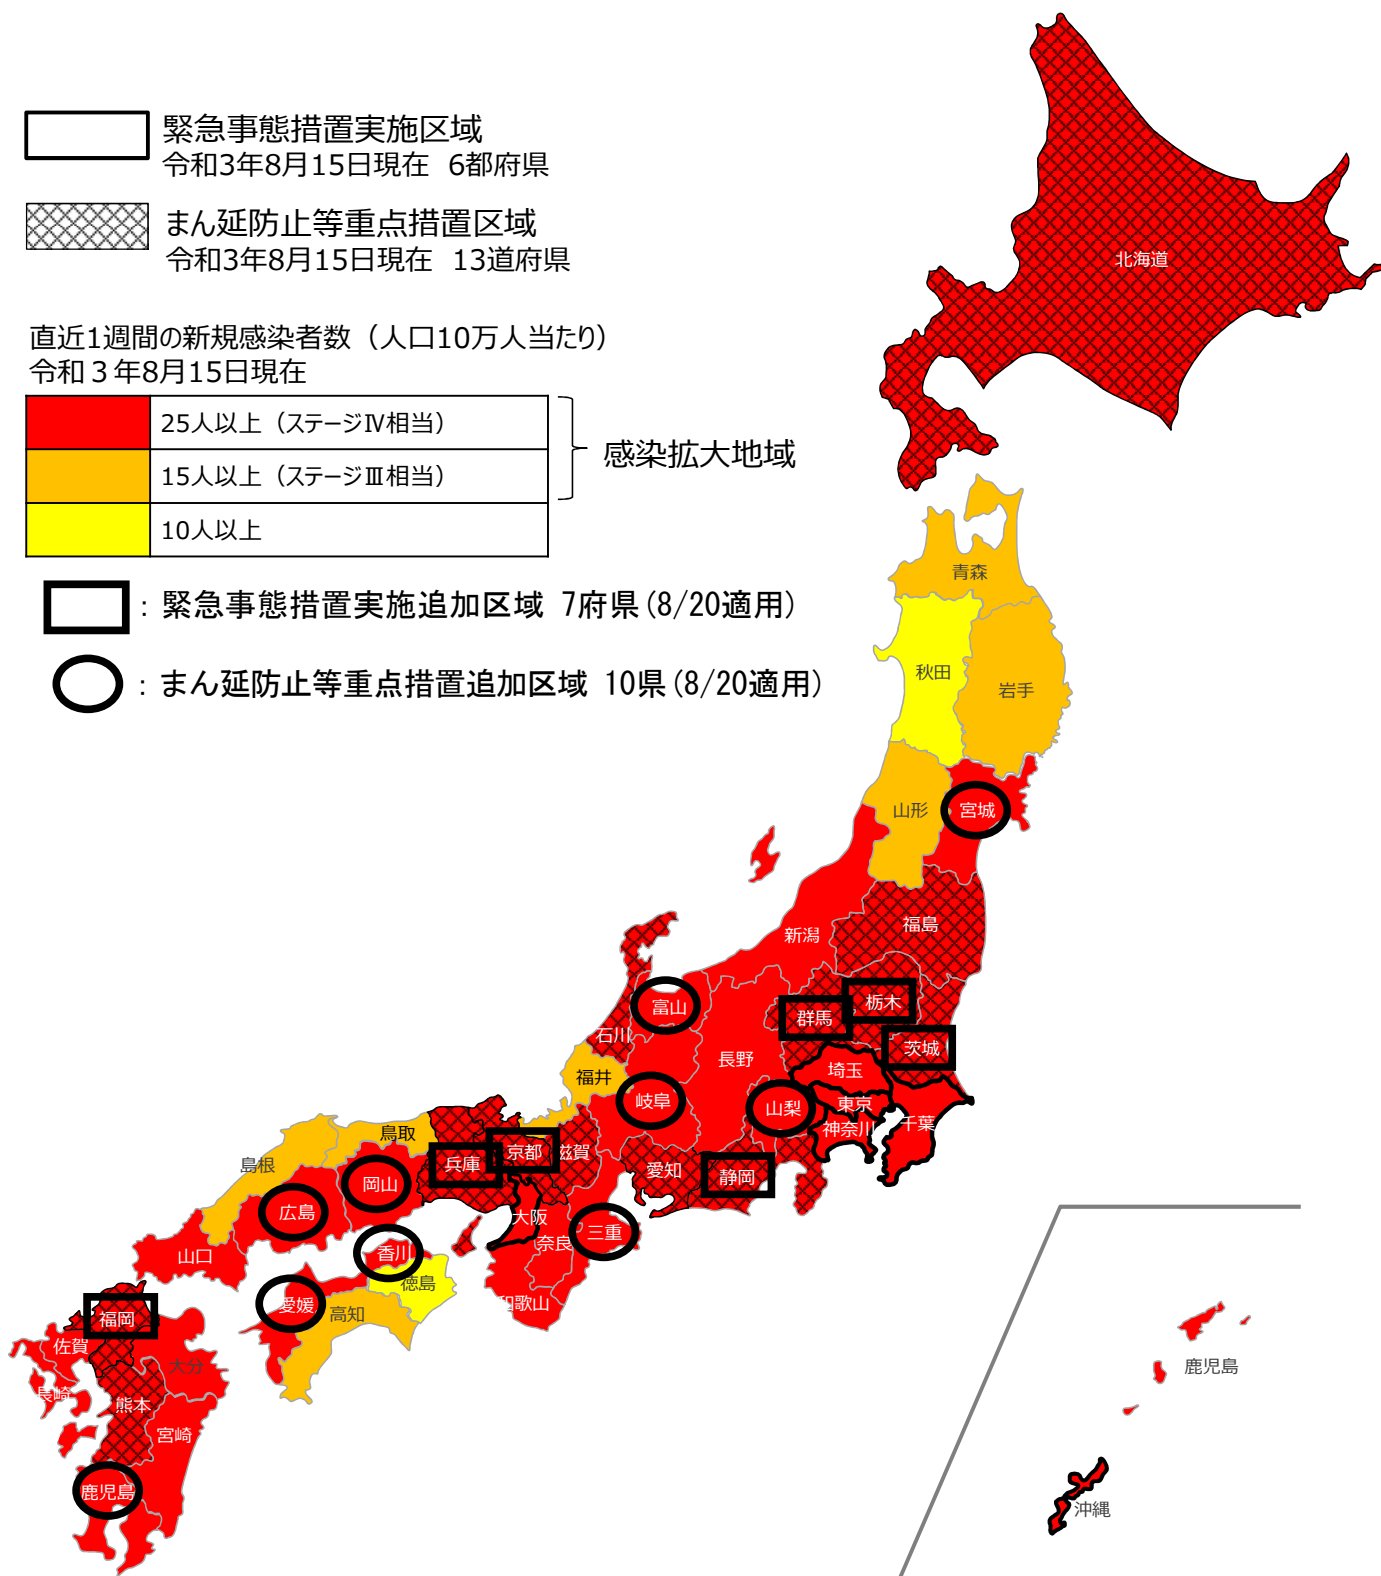 緊急事態措置実施区域
令和3年8月15日現在 6都府県
まん延防止等重点措置区域
令和3年8月15日現在 13道府県
直近1週間の新規感染者数（人口10万人当たり）
令和３年8月15日現在
25人以上（ステージⅣ相当）
15人以上（ステージⅢ相当）
10人以上
感染拡大地域
：緊急事態措置実施追加区域 7府県(8/20適用)
：まん延防止等重点措置追加区域 10県(8/20適用)
北海道
青森
秋田
岩手
山形
宮城
福島
新潟
富山
石川
栃木
群馬
茨城
長野
埼玉
福井
岐阜
山梨
東京
千葉
神奈川
鳥取
京都
滋賀
島根
兵庫
愛知
静岡
岡山
広島
大阪
三重
奈良
山口
香川
徳島
和歌山
愛媛
高知
福岡
佐賀
大分
長崎
熊本
宮崎
鹿児島
鹿児島
沖縄